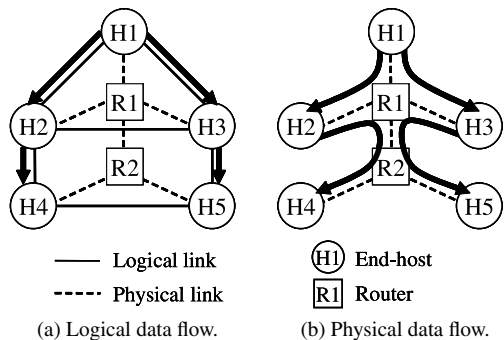 H1
H1
R1
R1
H2
H3
H2
H3
R2
R2
H4
H5
H4
H5
Logical link
H1 End-host
Physical link
R1 Router
(a) Logical data flow.
(b) Physical data flow.